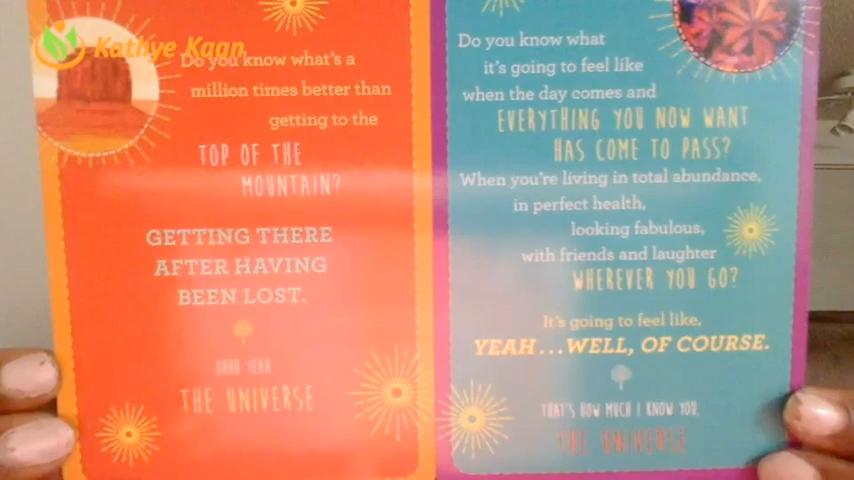 Kathye Kaan
Do you know what's a
million times better than
getting to the
TOP OF THE
MOUNTAIN?
GETTING THERE
AFTER HAVING
BEEN LOST.
OHHH YEAH,
THE UNIVERSE
Do you know what
it's going to feel like
when the day comes and
EVERYTHING YOU NOW WANT
HAS COME TO PASS?
When you're living in total abundance,
in perfect health,
looking fabulous,
with friends and laughter
WHEREVER YOU GO?
It's going to feel like,
YEAH...WELL, OF COURSE.
THAT'S HOW MUCH I KNOW YOU,
THE UNIVERSE